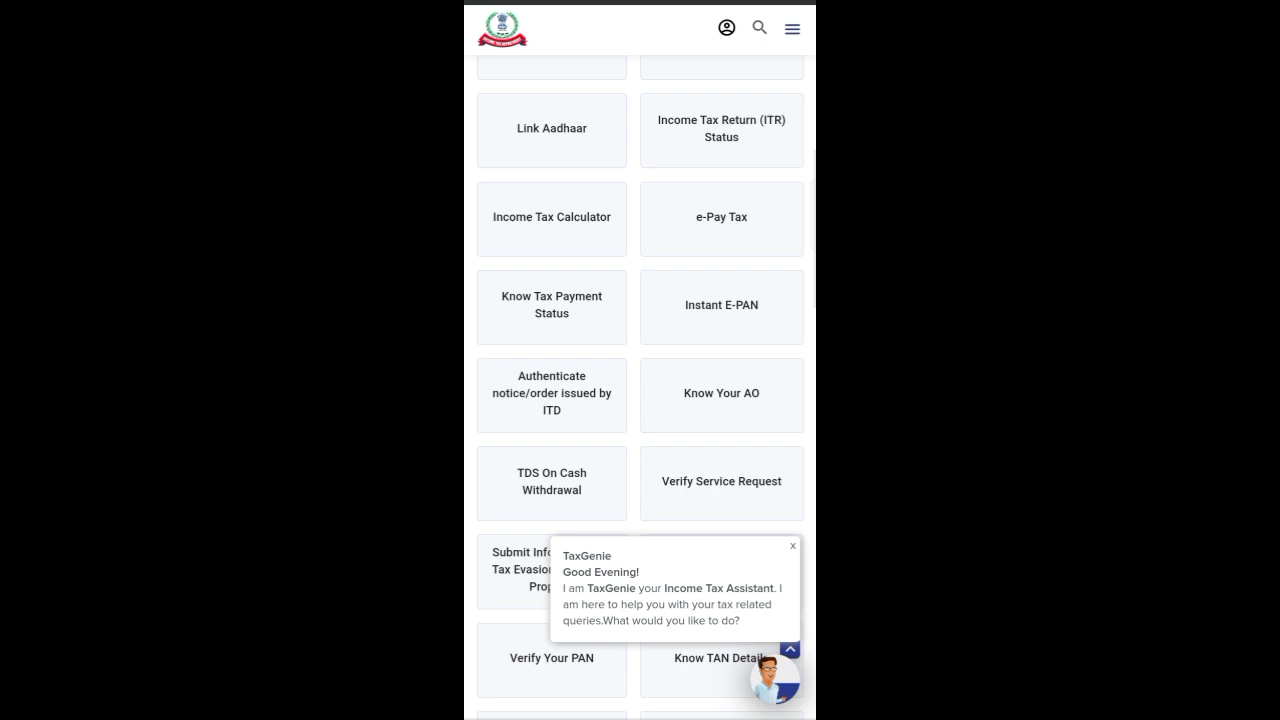 Link Aadhaar
Income Tax Return (ITR)
Status
Income Tax Calculator
e-Pay Tax
Know Tax Payment
Status
Instant E-PAN
Authenticate
notice/order issued by
ITD
Know Your AO
TDS On Cash
Withdrawal
Verify Service Request
Submit
Tax
x
TaxGenie
Good Evening!
I am TaxGenie your Income Tax Assistant. I
am here to help you with your tax related
queries.What would you like to do?
Verify Your PAN
Know TAN Details